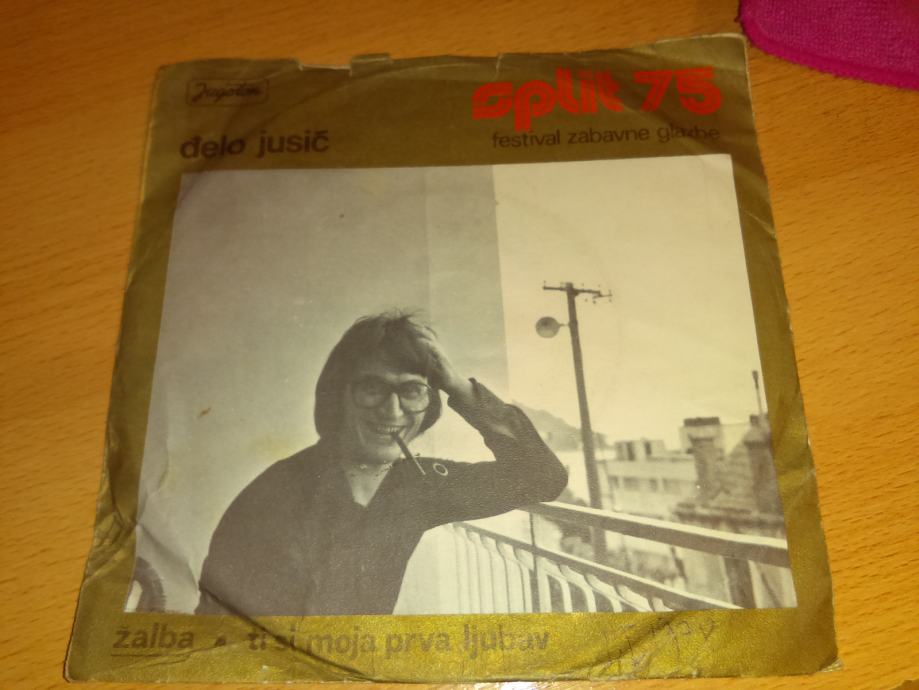 Jugoton
split 75
đelo jusič
festival zabavne glazbe
žalba ▲ ti si moja prva ljubav